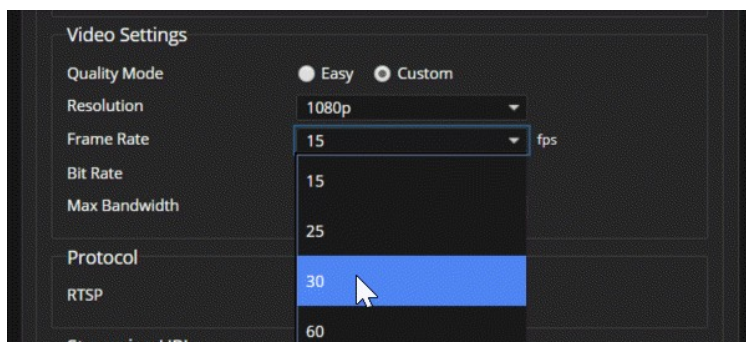 Video Settings
Quality Mode Easy Custom
Resolution 1080p
Frame Rate 15 fps
Bit Rate
15
Max Bandwidth
25
Protocol
30
RTSP
60